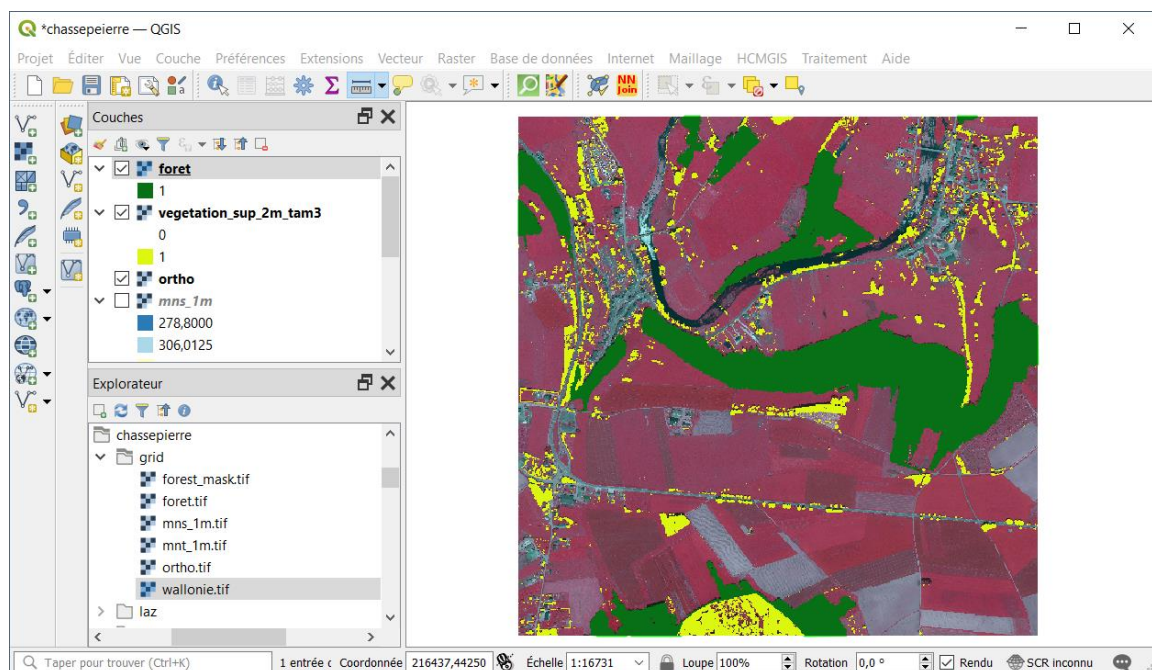 *chassepeierre — QGIS
Projet Éditer Vue Couche Préférences Extensions Vecteur Raster Base de données Internet Maillage HCMGIS Traitement Aide
Σ NN
Join
Couches
foret
1
vegetation_sup_2m_tam3
0
1
ortho
mns_1m
278,8000
306,0125
Explorateur
chassepierre
grid
forest_mask.tif
foret.tif
mns_1m.tif
mnt_1m.tif
ortho.tif
wallonie.tif
laz
Taper pour trouver (Ctrl+K) 1 entrée c Coordonnée 216437,44250 Échelle 1:16731 Loupe 100% Rotation 0,0 ° Rendu SCR inconnu